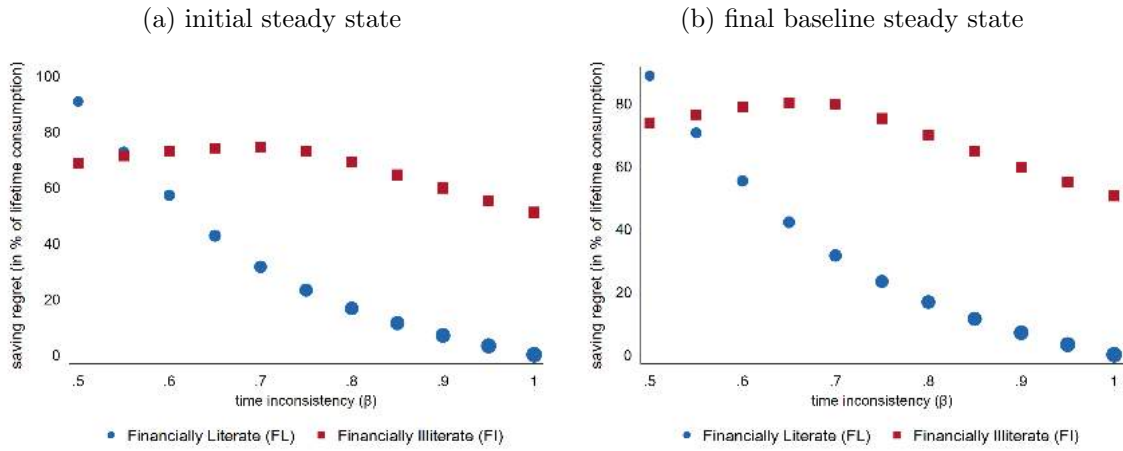 (a) initial steady state
saving regret (in % of lifetime consumption)
100
80
60
40
20
0
.5 .6 .7 .8 .9 1
time inconsistency (β)
Financially Literate (FL) Financially Illiterate (FI)
(b) final baseline steady state
saving regret (in % of lifetime consumption)
80
60
40
20
0
.5 .6 .7 .8 .9 1
time inconsistency (β)
Financially Literate (FL) Financially Illiterate (FI)